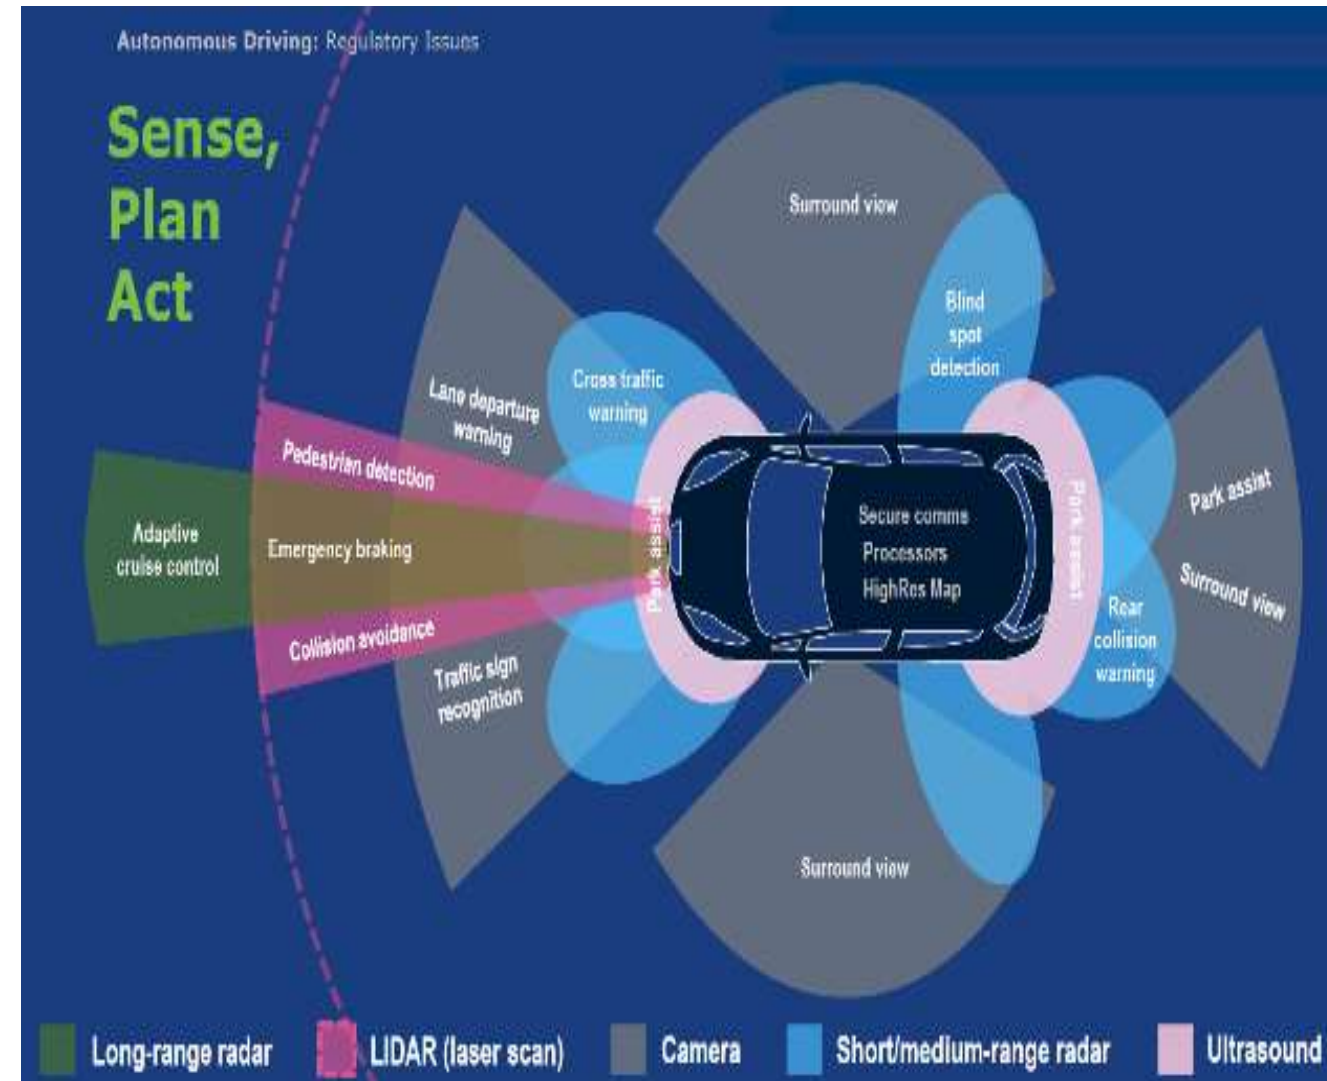 Autonomous Driving: Regulatory Issues
Sense,
Plan
Act
Surround view
Blind
spot
detection
Cross traffic
warning
Lane departure
warning
Pedestrian detection
Park assist
Adaptive
cruise control
Emergency braking
Park assist
Secure comms
Processors
HighRes Map
Park assist
Surround view
Collision avoidance
Rear
collision
warning
Traffic sign
recognition
Surround view
Long-range radar
LIDAR (laser scan)
Camera
Short/medium-range radar
Ultrasound